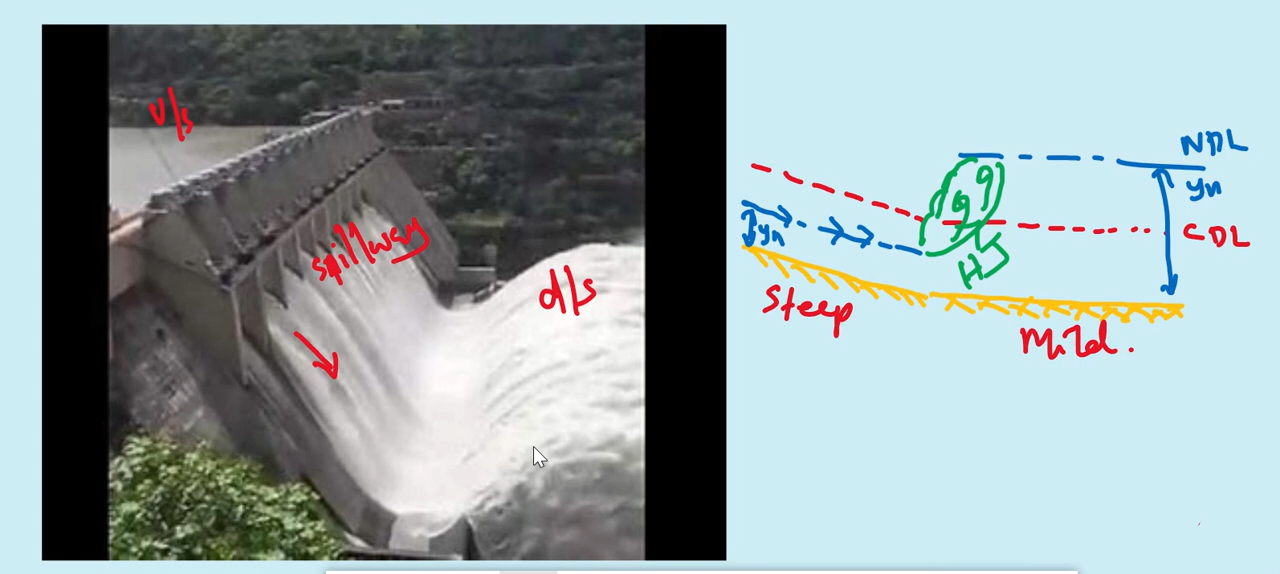 U/s
spillway
d/s
NDL
yn
CDL
yn
HJ
Steep
Mild.